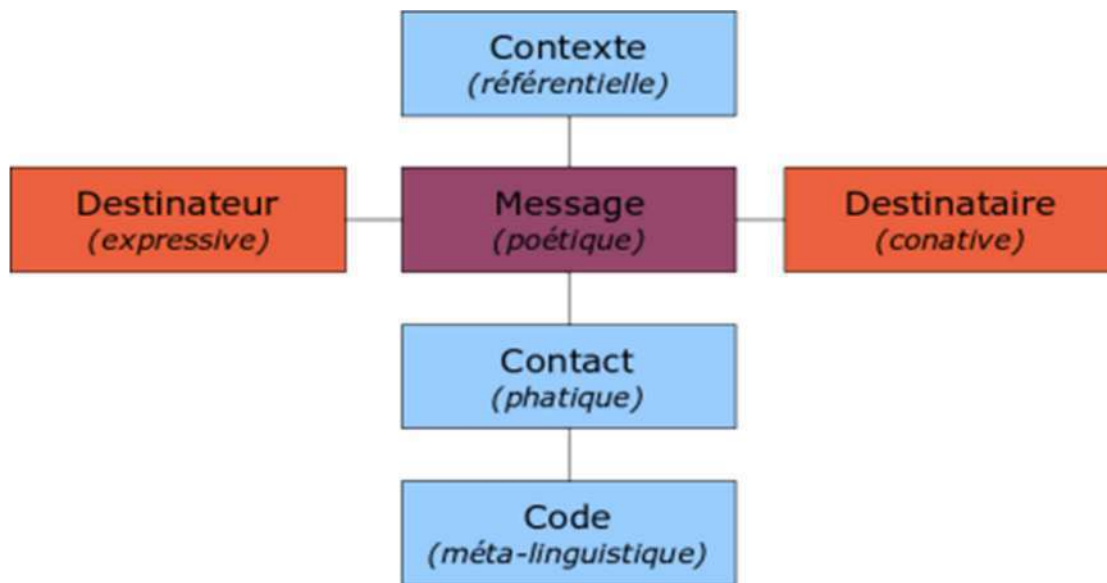 Contexte
(référentielle)
Destinateur
(expressive)
Message
(poétique)
Destinataire
(conative)
Contact
(phatique)
Code
(méta-linguistique)